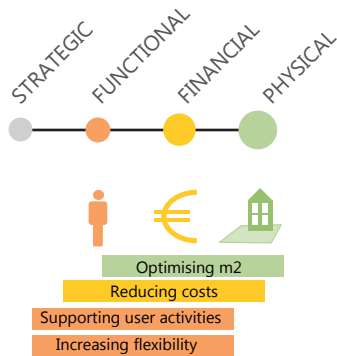 STRATEGIC
FUNCTIONAL
FINANCIAL
PHYSICAL
€
Optimising m2
Reducing costs
Supporting user activities
Increasing flexibility